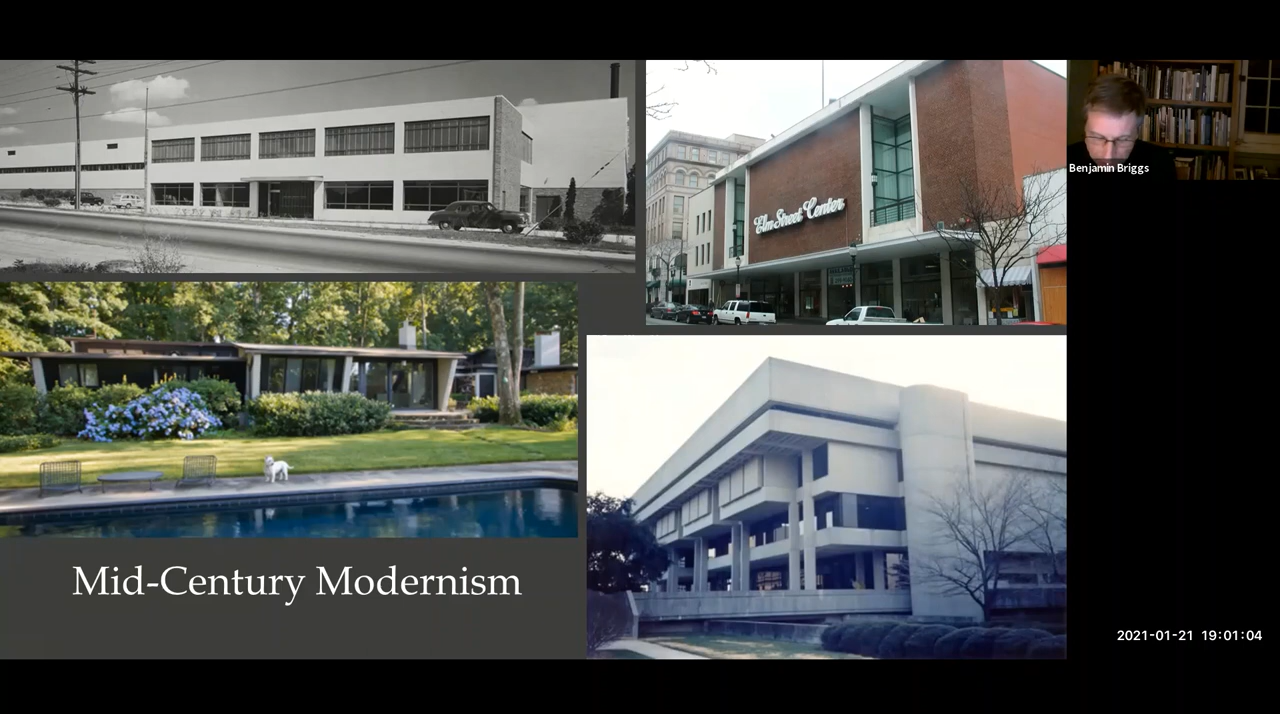 Elm Street Center
Benjamin Briggs
Mid-Century Modernism
2021-01-21 19:01:04